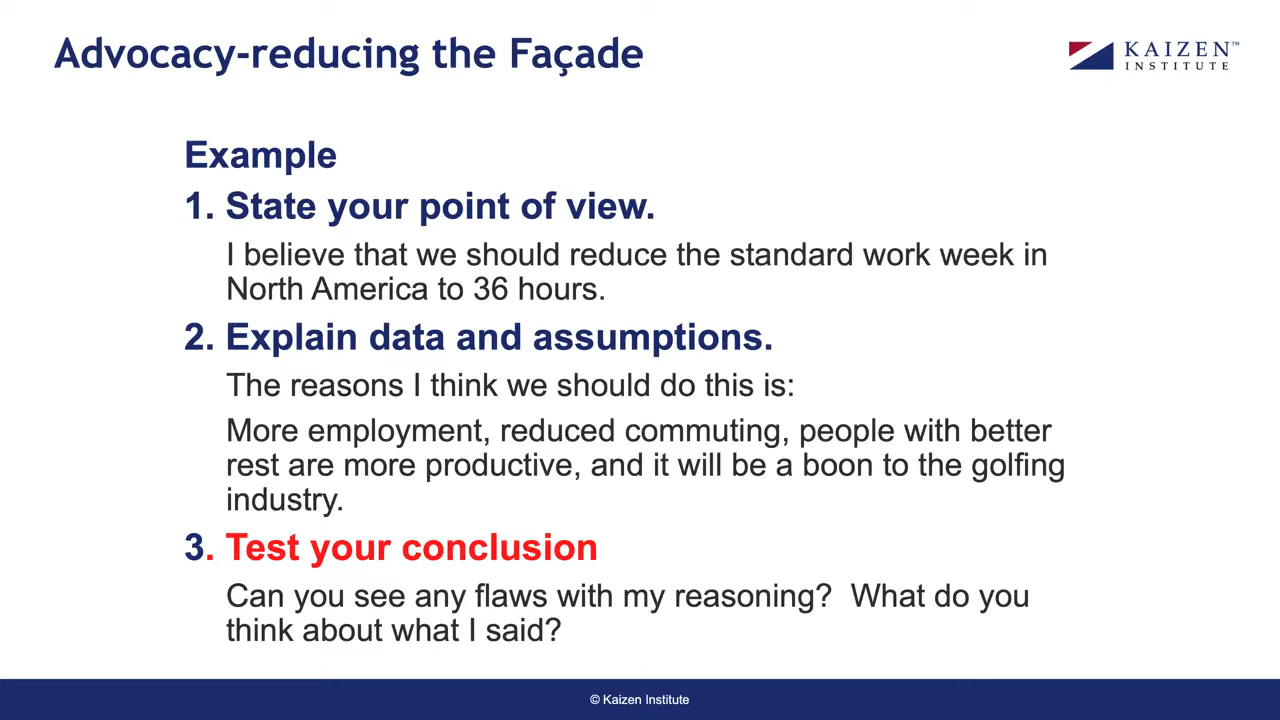 Advocacy-reducing the Façade
KAIZEN™
INSTITUTE
Example
1. State your point of view.
I believe that we should reduce the standard work week in
North America to 36 hours.
2. Explain data and assumptions.
The reasons I think we should do this is:
More employment, reduced commuting, people with better
rest are more productive, and it will be a boon to the golfing
industry.
3. Test your conclusion
Can you see any flaws with my reasoning?  What do you
think about what I said?
© Kaizen Institute